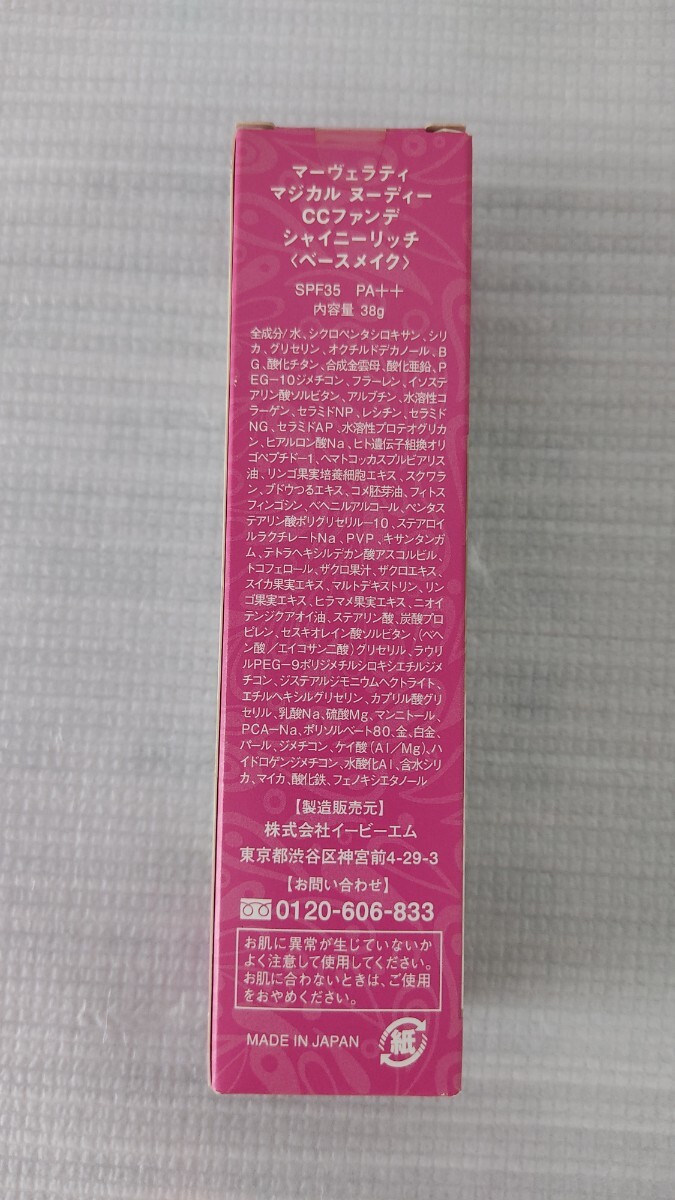 マーヴェラティ
マジカル ヌーディー
CCファンデ
シャイニーリッチ
〈ベースメイク〉
SPF35 PA++
内容量 38g
全成分/水、シクロペンタシロキサン、シリ
カ、グリセリン、オクチルドデカノール、B
G、酸化チタン、合成金雲母、酸化亜鉛、P
EG－10ジメチコン、フラーレン、イソステ
アリン酸ソルビタン、アルブチン、水溶性コ
ラーゲン、セラミドNP、レシチン、セラミド
NG、セラミドAP、水溶性プロテオグリカ
ン、ヒアルロン酸Na、ヒト遺伝子組換オリ
ゴペプチド－1、ヘマトコッカスプルビアリス
油、リンゴ果実培養細胞エキス、スクワラ
ン、ブドウつるエキス、コメ胚芽油、フィトス
フィンゴシン、ベヘニルアルコール、ペンタス
テアリン酸ポリグリセリル－10、ステアロイ
ルラクチレートNa、PVP、キサンタンガ
ム、テトラヘキシルデカン酸アスコルビル、
トコフェロール、ザクロ果汁、ザクロエキス、
スイカ果実エキス、マルトデキストリン、リン
ゴ果実エキス、ヒラマメ果実エキス、ニオイ
テンジクアオイ油、ステアリン酸、炭酸プロ
ピレン、セスキオレイン酸ソルビタン、（ベヘ
ン酸／エイコサン二酸）グリセリル、ラウリ
ルPEG－9ポリジメチルシロキシエチルジメ
チコン、ジステアルジモニウムヘクトライト、
エチルヘキシルグリセリン、カプリル酸グリ
セリル、乳酸Na、硫酸Mg、マンニトール、
PCA－Na、ポリソルベート80、金、白金、
パール、ジメチコン、ケイ酸（Al／Mg）、ハ
イドロゲンジメチコン、水酸化Al、含水シリ
カ、マイカ、酸化鉄、フェノキシエタノール
【製造販売元】
株式会社イービーエム
東京都渋谷区神宮前4-29-3
【お問い合わせ】
0120-606-833
お肌に異常が生じていないか
よく注意して使用してください。
お肌に合わないときは、ご使用
をおやめください。
MADE IN JAPAN
紙